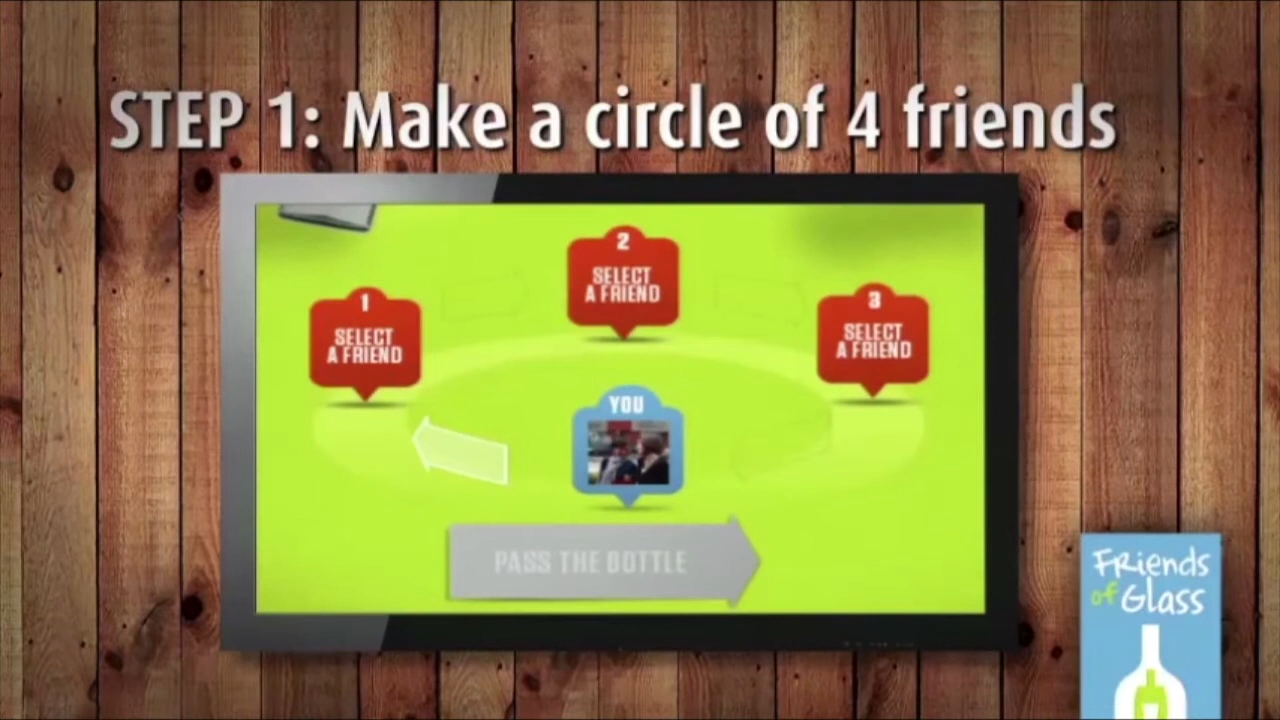 STEP 1: Make a circle of 4 friends
2
SELECT
A FRIEND
1
SELECT
A FRIEND
3
SELECT
A FRIEND
YOU
PASS THE BOTTLE
FRiends
of Glass